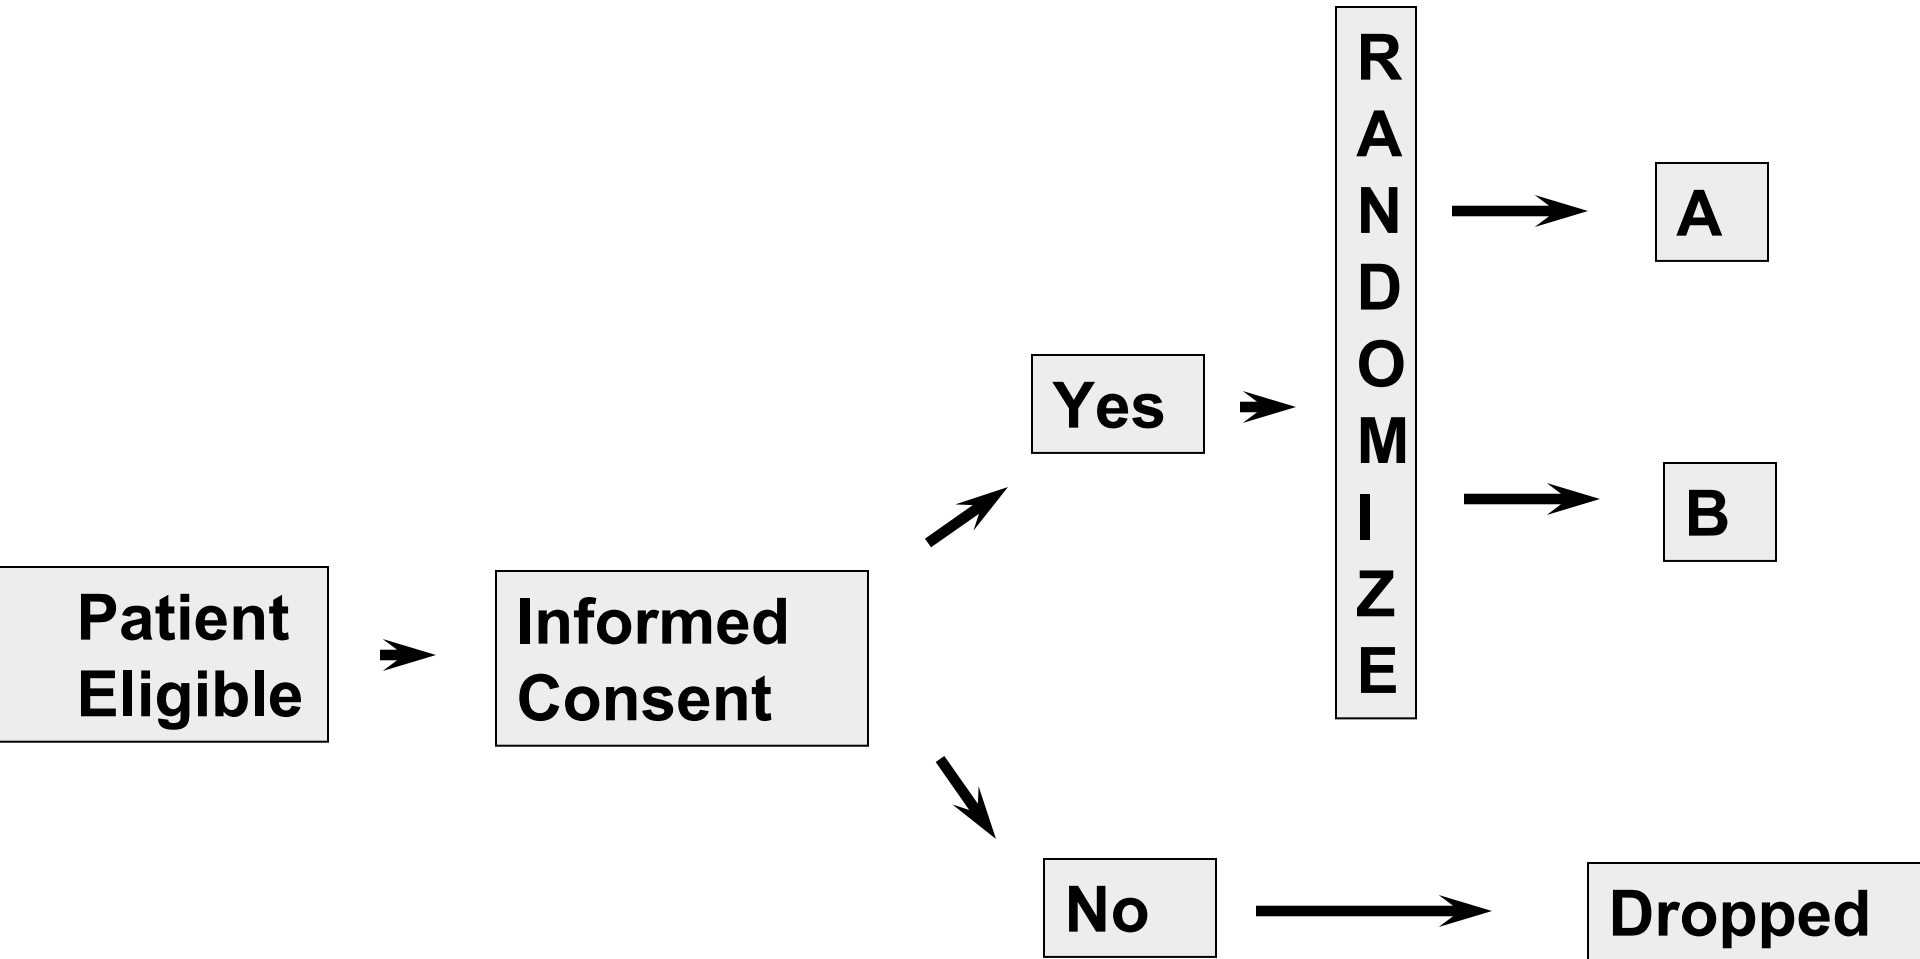 Patient
Eligible
Informed
Consent
Yes
R
A
N
D
O
M
I
Z
E
A
B
No
Dropped